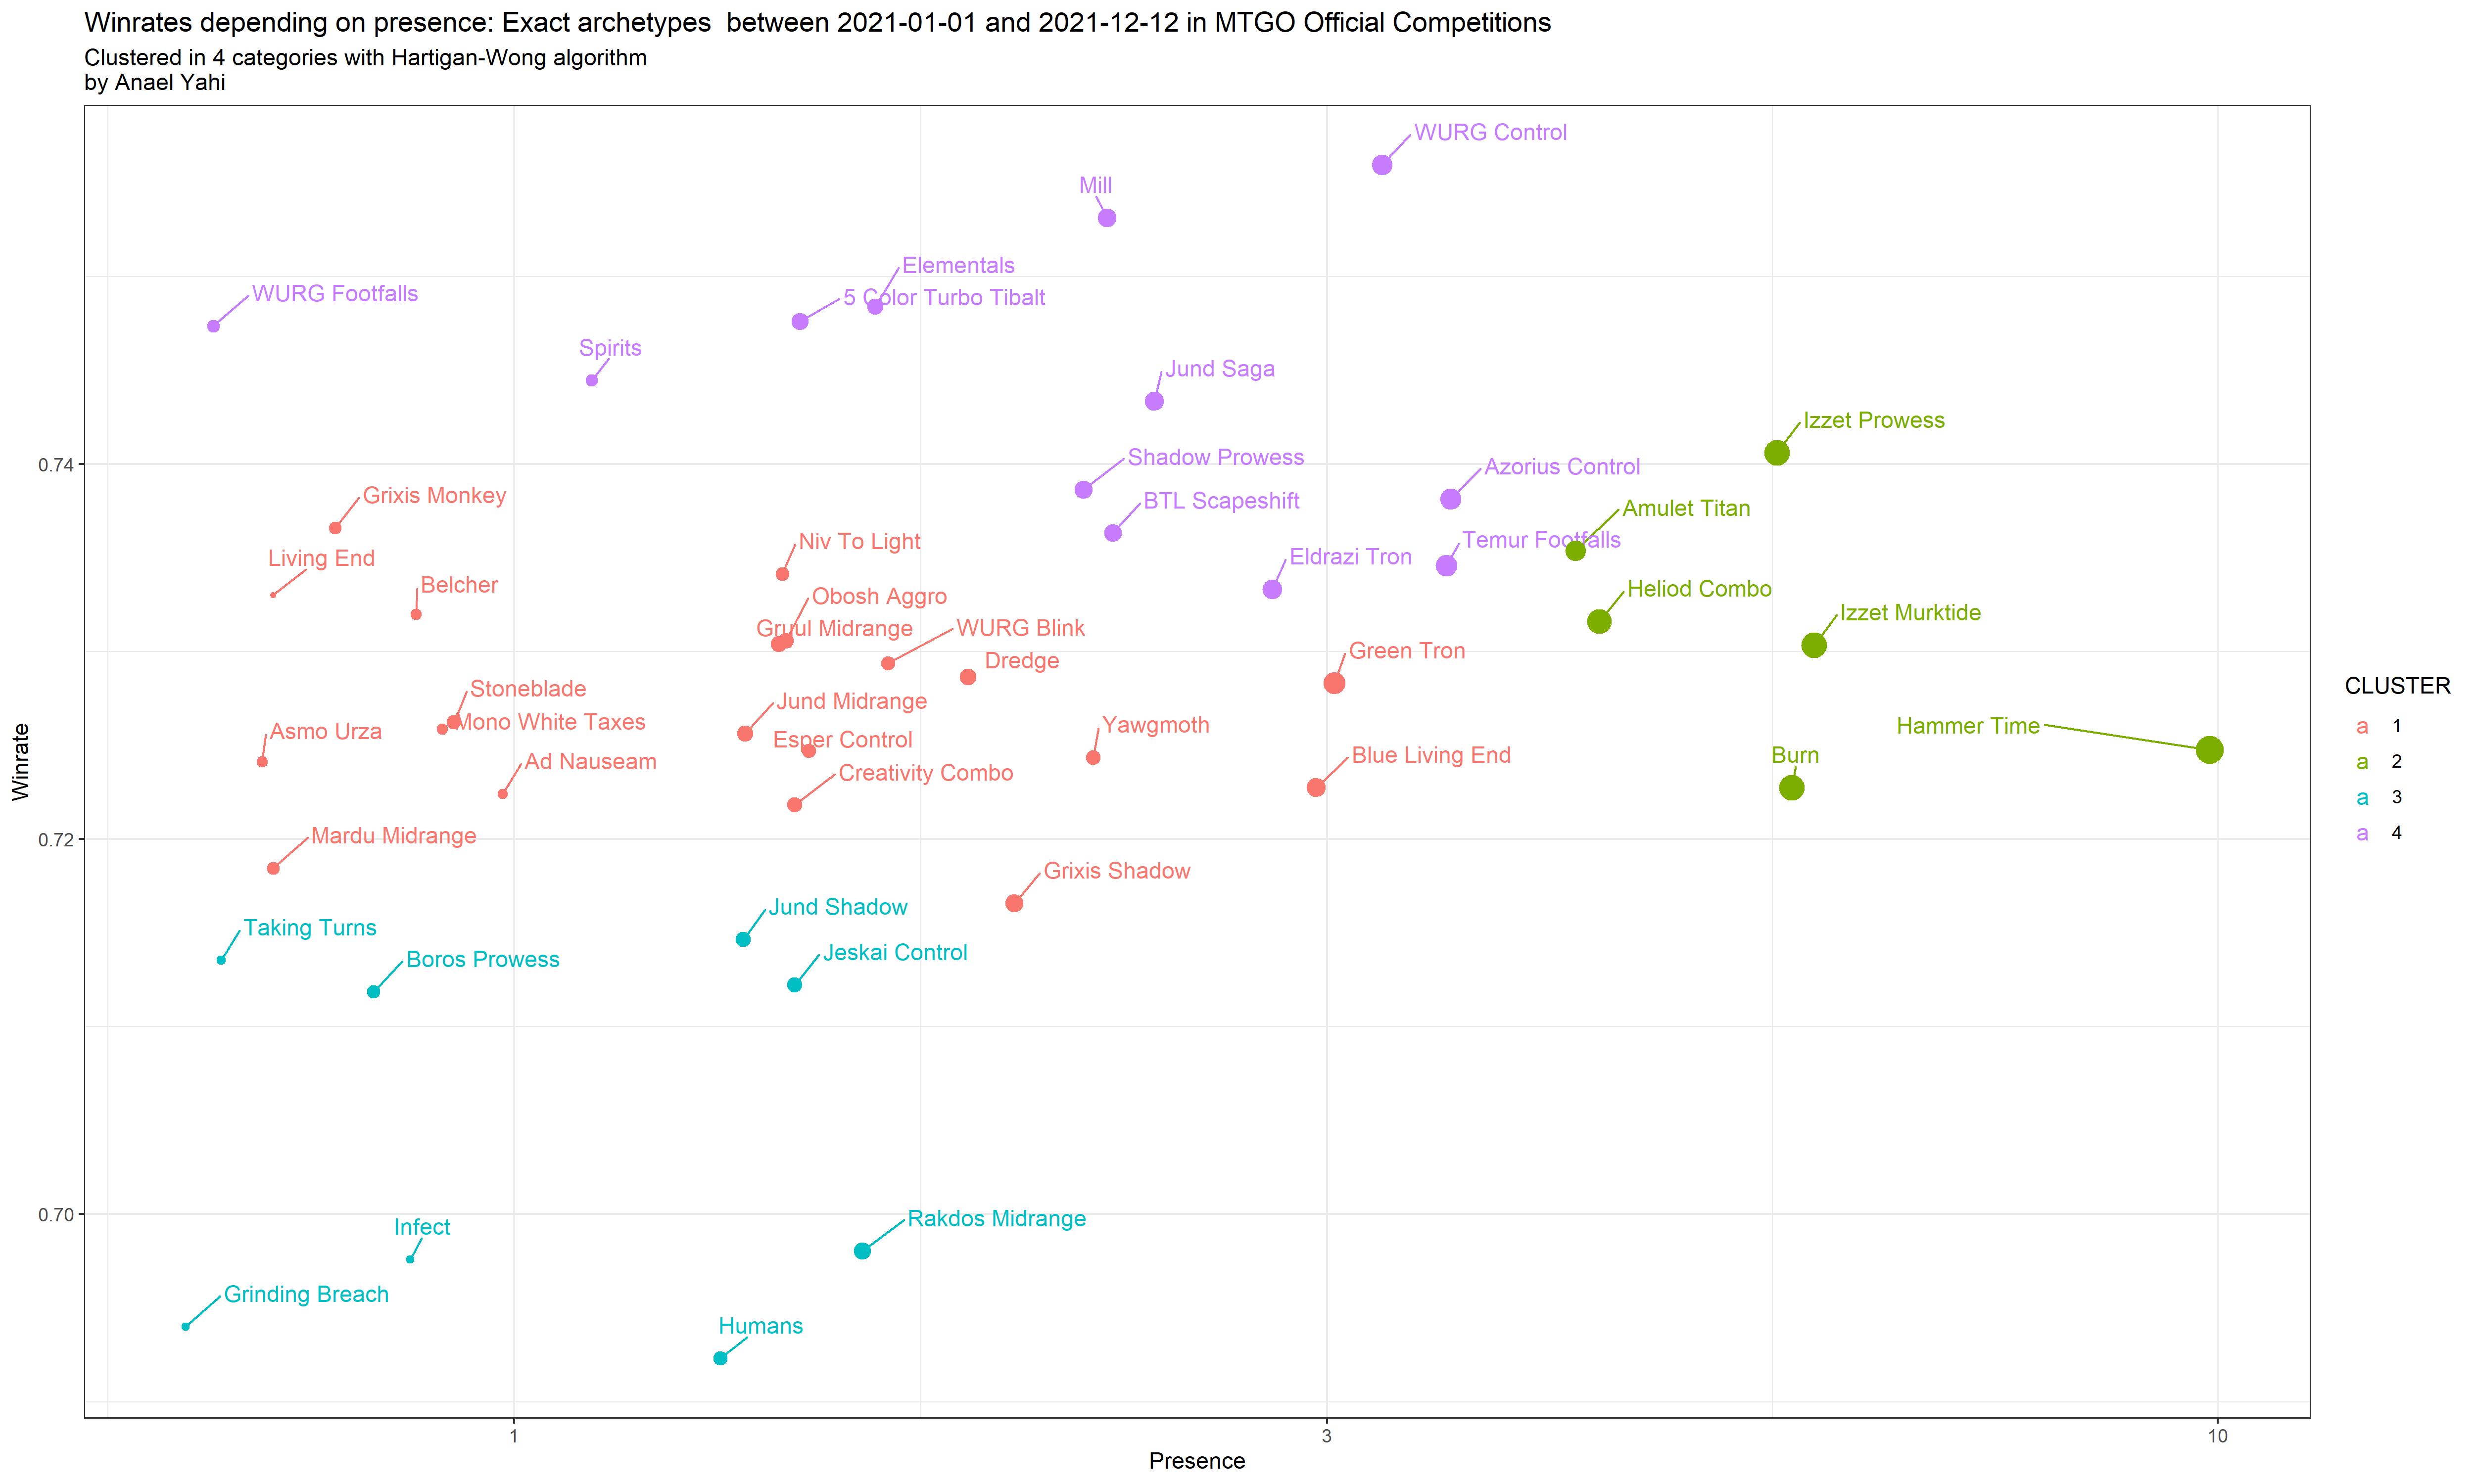 Winrates depending on presence: Exact archetypes  between 2021-01-01 and 2021-12-12 in MTGO Official Competitions
Clustered in 4 categories with Hartigan-Wong algorithm
by Anael Yahi
WURG Control
Mill
Elementals
WURG Footfalls
5 Color Turbo Tibalt
Spirits
Jund Saga
Izzet Prowess
Shadow Prowess
0.74
Azorius Control
Grixis Monkey
BTL Scapeshift
Amulet Titan
Niv To Light
Temur Footfalls
Living End
Eldrazi Tron
Belcher
Heliod Combo
Obosh Aggro
Izzet Murktide
Gruul Midrange
WURG Blink
Green Tron
Dredge
Stoneblade
Jund Midrange
Mono White Taxes
Yawgmoth
Hammer Time
Asmo Urza
Esper Control
Blue Living End
Burn
Ad Nauseam
Creativity Combo
Mardu Midrange
0.72
Grixis Shadow
Jund Shadow
Taking Turns
Jeskai Control
Boros Prowess
0.70
Rakdos Midrange
Infect
Grinding Breach
Humans
Winrate
1
3
10
Presence
CLUSTER
a 1
a 2
a 3
a 4